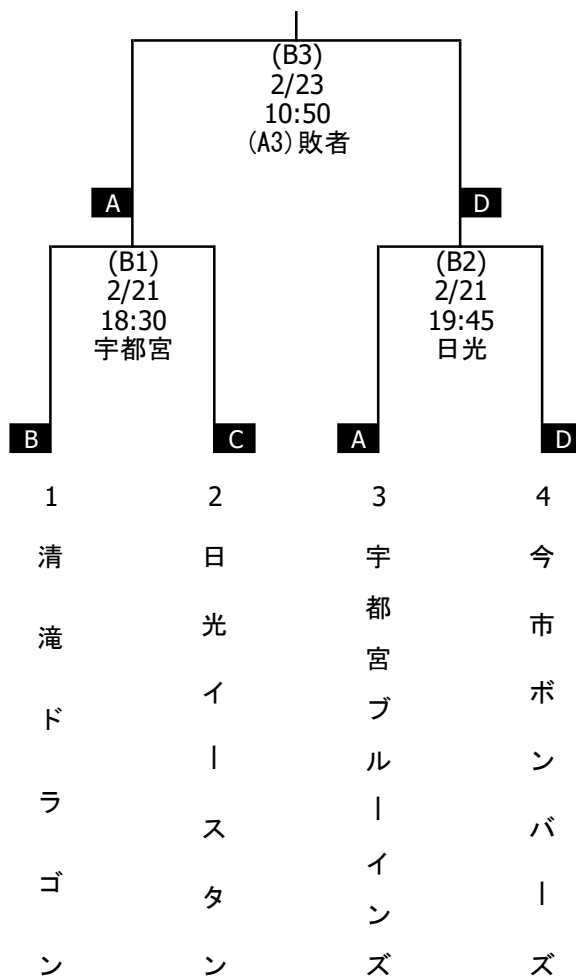 (B3)
2/23
10:50
(A3)敗者
A
D
(B1)
2/21
18:30
宇都宮
(B2)
2/21
19:45
日光
B
C
A
D
1
2
3
4
清滝ドラゴン
日光イースタン
宇都宮ブルーインズ
今市ボンバーズ